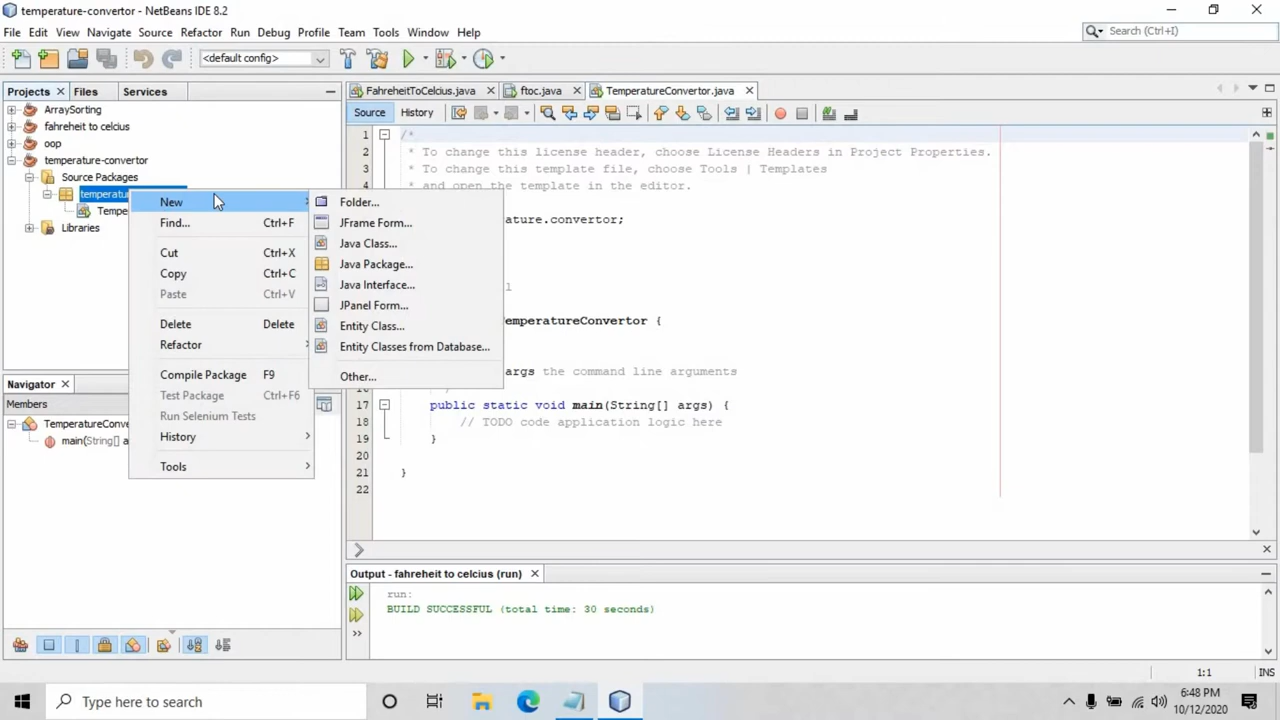 temperature-convertor - NetBeans IDE 8.2
File Edit View Navigate Source Refactor Run Debug Profile Team Tools Window Help
Search (Ctrl+I)
<default config>
Projects Files Services
FahreheitToCelcius.java ftoc.java TemperatureConvertor.java
Source History
ArraySorting
fahreheit to celcius
oop
temperature-convertor
Source Packages
temperatur
Tempe
Libraries
New
Find... Ctrl+F
Cut Ctrl+X
Copy Ctrl+C
Paste Ctrl+V
Delete Delete
Refactor
Compile Package F9
Test Package Ctrl+F6
Run Selenium Tests
History
Tools
Folder...
JFrame Form...
Java Class...
Java Package...
Java Interface...
JPanel Form...
Entity Class...
Entity Classes from Database...
Other...
1 /*
2 * To change this license header, choose License Headers in Project Properties.
3 * To change this template file, choose Tools | Templates
4 * and open the template in the editor.
ture.convertor;
l
emperatureConvertor {
args the command line arguments
17 public static void main(String[] args) {
18 // TODO code application logic here
19 }
20
21 }
22
Navigator
Members
TemperatureConve
main(String[] a
Output - fahreheit to celcius (run)
run:
BUILD SUCCESSFUL (total time: 30 seconds)
1:1 INS
Type here to search
6:48 PM
10/12/2020